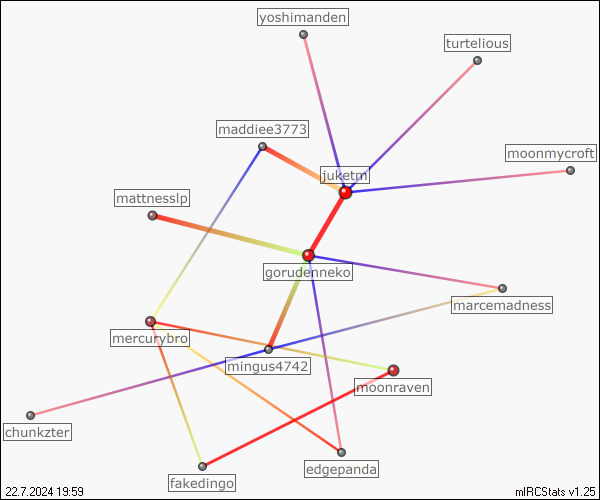 yoshimanden
turtelious
maddiee3773
moonmycroft
juketm
mattnesslp
gorudenneko
marcemadness
mercurybro
mingus4742
moonraven
chunkzter
edgepanda
fakedingo
22.7.2024 19:59
mIRCStats v1.25